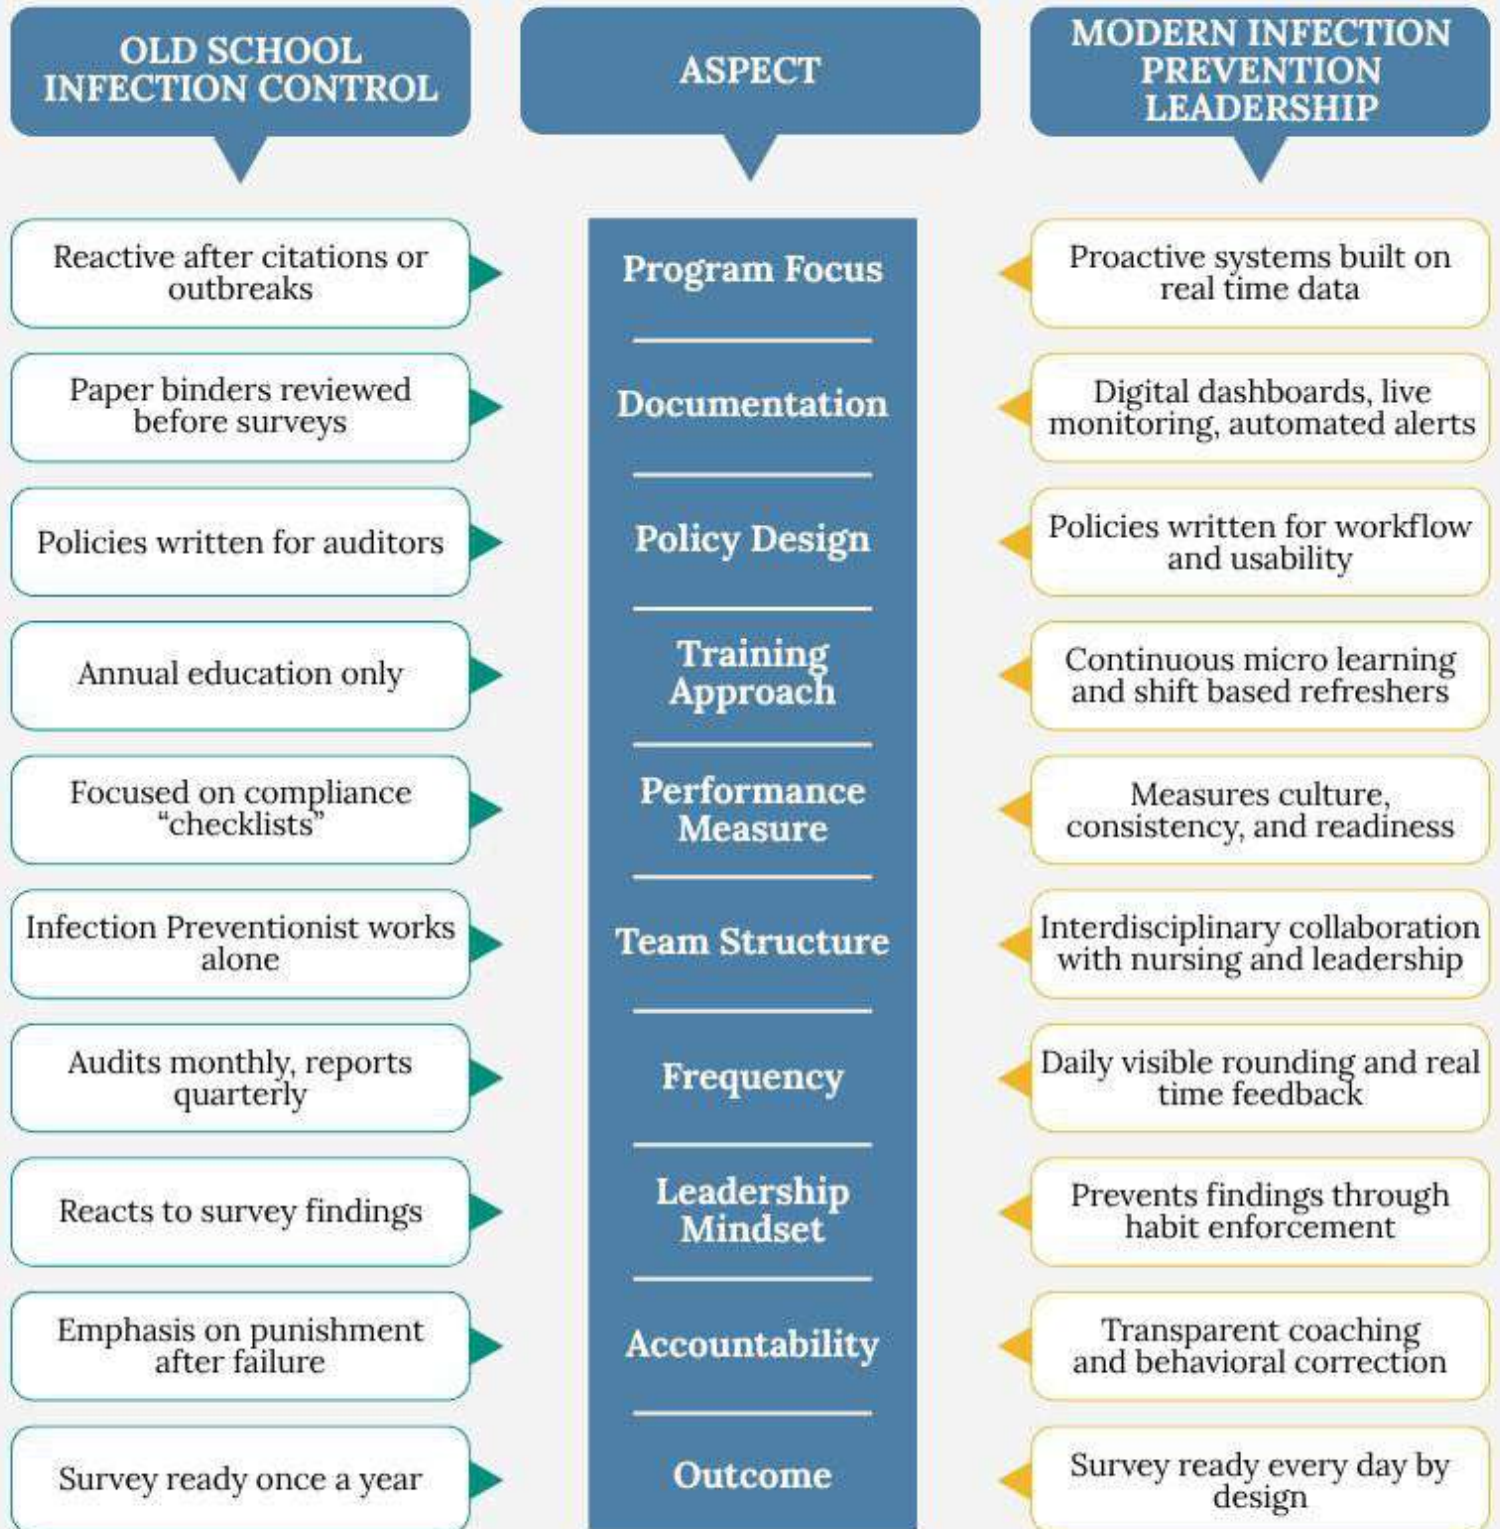 OLD SCHOOL
INFECTION CONTROL
ASPECT
MODERN INFECTION
PREVENTION
LEADERSHIP
Reactive after citations or
outbreaks
Program Focus
Proactive systems built on
real time data
Paper binders reviewed
before surveys
Documentation
Digital dashboards, live
monitoring, automated alerts
Policies written for auditors
Policy Design
Policies written for workflow
and usability
Annual education only
Training
Approach
Continuous micro learning
and shift based refreshers
Focused on compliance
“checklists”
Performance
Measure
Measures culture,
consistency, and readiness
Infection Preventionist works
alone
Team Structure
Interdisciplinary collaboration
with nursing and leadership
Audits monthly, reports
quarterly
Frequency
Daily visible rounding and real
time feedback
Reacts to survey findings
Leadership
Mindset
Prevents findings through
habit enforcement
Emphasis on punishment
after failure
Accountability
Transparent coaching
and behavioral correction
Survey ready once a year
Outcome
Survey ready every day by
design